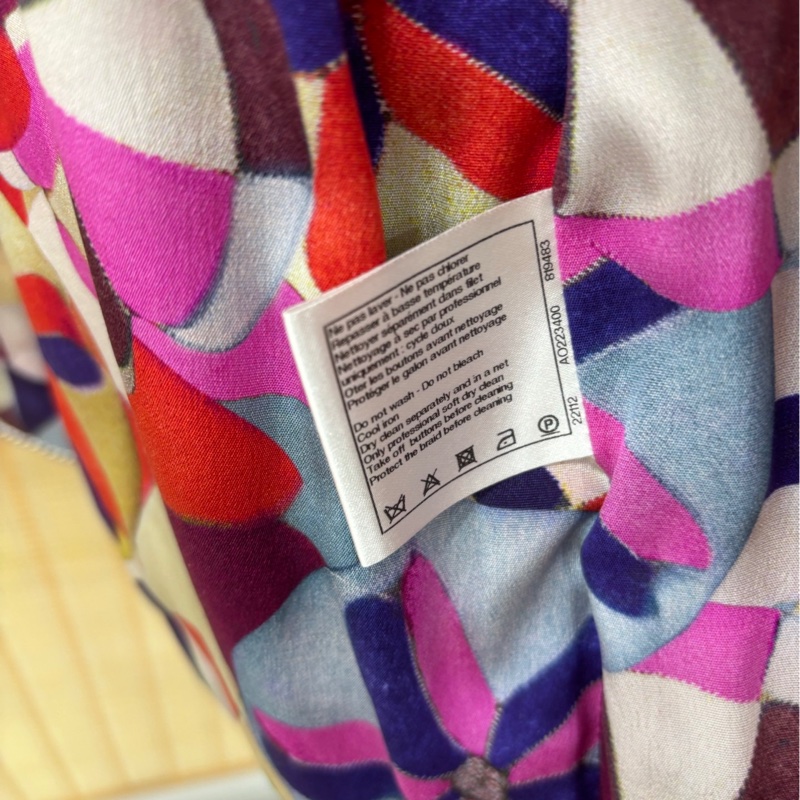 Ne pas laver - Ne pas chlorer
Repasser à basse température
Nettoyer séparément dans filet
Nettoyage à sec par professionnel
uniquement : cycle doux
Oter les boutons avant nettoyage
Protéger le galon avant nettoyage
Do not wash - Do not bleach
Cool iron
Dry clean separately and in a net
Only professional soft dry clean
Take off buttons before cleaning
Protect the braid before cleaning
P
22112 AO223400 819483